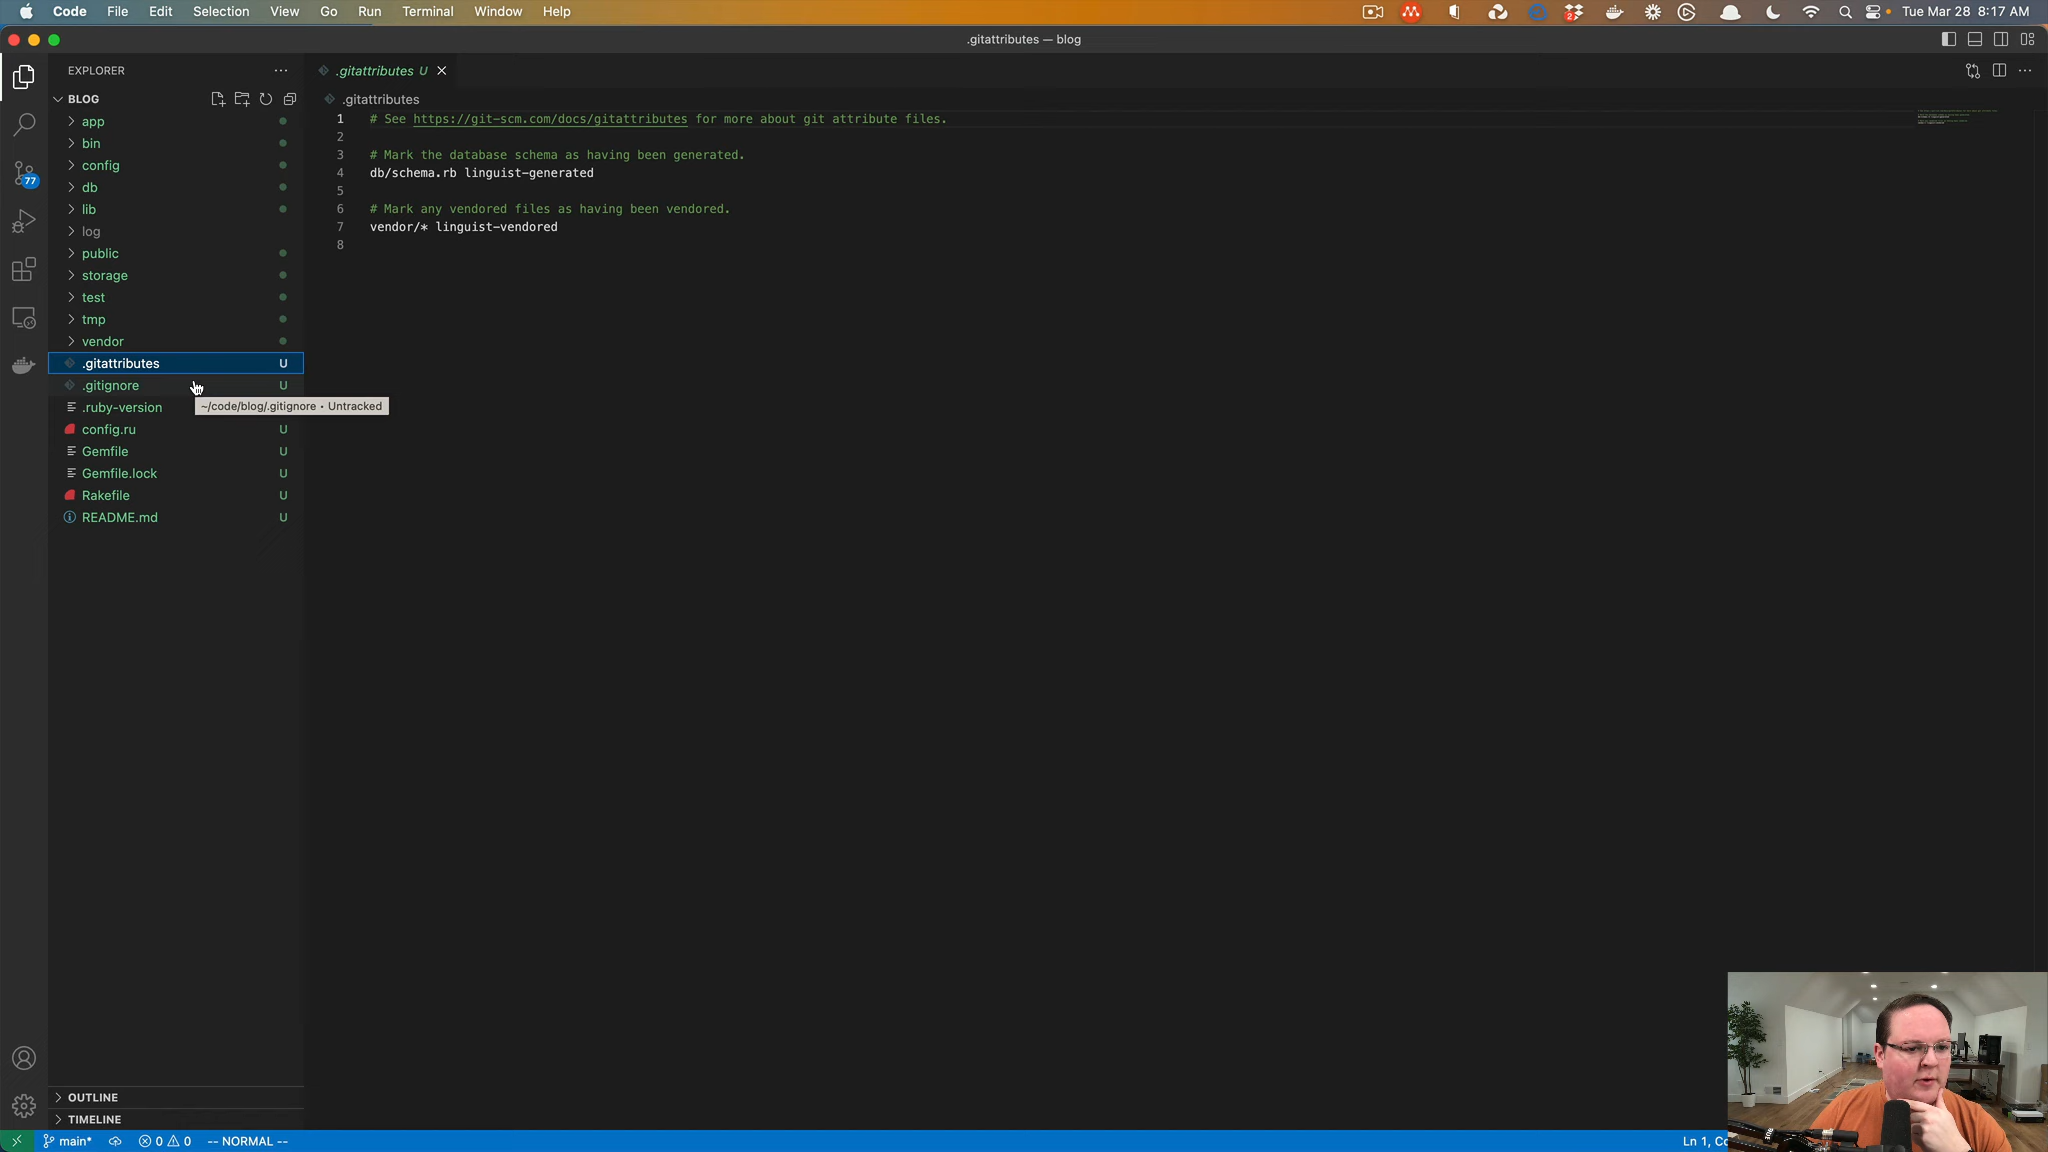 Code File Edit Selection View Go Run Terminal Window Help
2
Tue Mar 28 8:17 AM
.gitattributes — blog
EXPLORER
BLOG
app
bin
config
db
lib
log
public
storage
test
tmp
vendor
.gitattributes U
.gitignore U
.ruby-version
~/code/blog/.gitignore • Untracked
config.ru U
Gemfile U
Gemfile.lock U
Rakefile U
README.md U
OUTLINE
TIMELINE
77
.gitattributes U
.gitattributes
1 # See https://git-scm.com/docs/gitattributes for more about git attribute files.
2
3 # Mark the database schema as having been generated.
4 db/schema.rb linguist-generated
5
6 # Mark any vendored files as having been vendored.
7 vendor/* linguist-vendored
8
main* 0 0 -- NORMAL --
Ln 1,